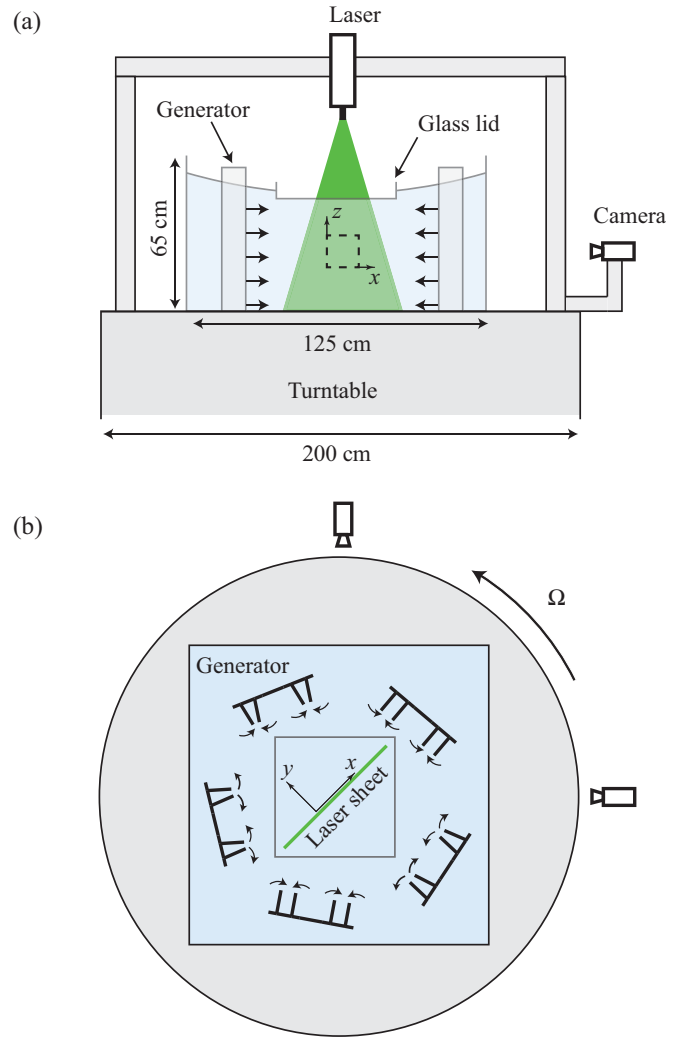 (a)
Laser
Generator
Glass lid
Camera
65 cm
z
x
125 cm
Turntable
200 cm
(b)
Ω
Generator
y
x
Laser sheet